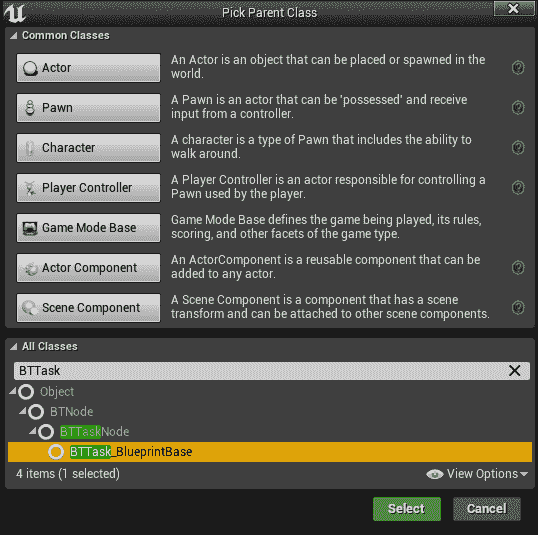 Pick Parent Class
Common Classes
Actor
An Actor is an object that can be placed or spawned in the
world.
Pawn
A Pawn is an actor that can be 'possessed' and receive
input from a controller.
Character
A character is a type of Pawn that includes the ability to
walk around.
Player Controller
A Player Controller is an actor responsible for controlling a
Pawn used by the player.
Game Mode Base
Game Mode Base defines the game being played, its rules,
scoring, and other facets of the game type.
Actor Component
An ActorComponent is a reusable component that can be
added to any actor.
Scene Component
A Scene Component is a component that has a scene
transform and can be attached to other scene components.
All Classes
BTTask
Object
BTNode
BTTaskNode
BTTask_BlueprintBase
4 items (1 selected)
View Options
Select
Cancel